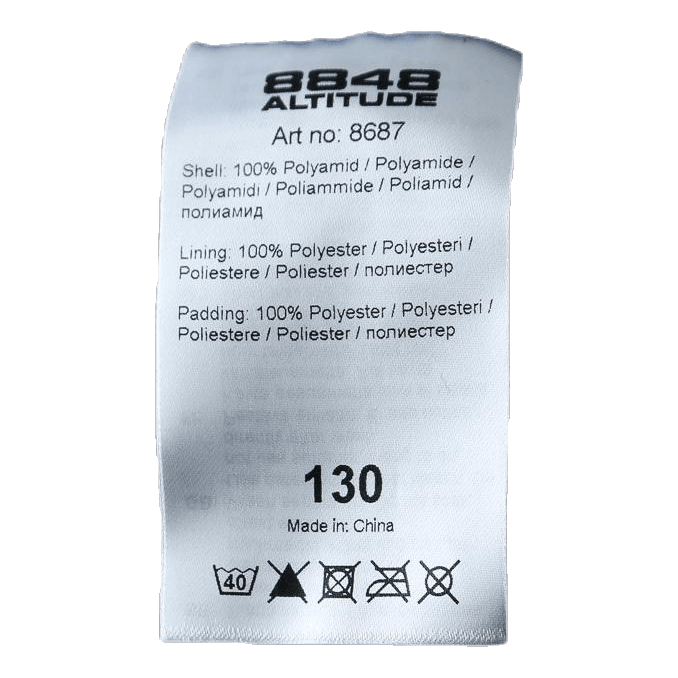 8848
ALTITUDE
Art no: 8687
Shell: 100% Polyamid / Polyamide /
Polyamidi / Poliammide / Poliamid /
полиамид
Lining: 100% Polyester / Polyesteri /
Poliestere / Poliester / полиестер
Padding: 100% Polyester / Polyesteri /
Poliestere / Poliester / полиестер
130
Made in: China
40